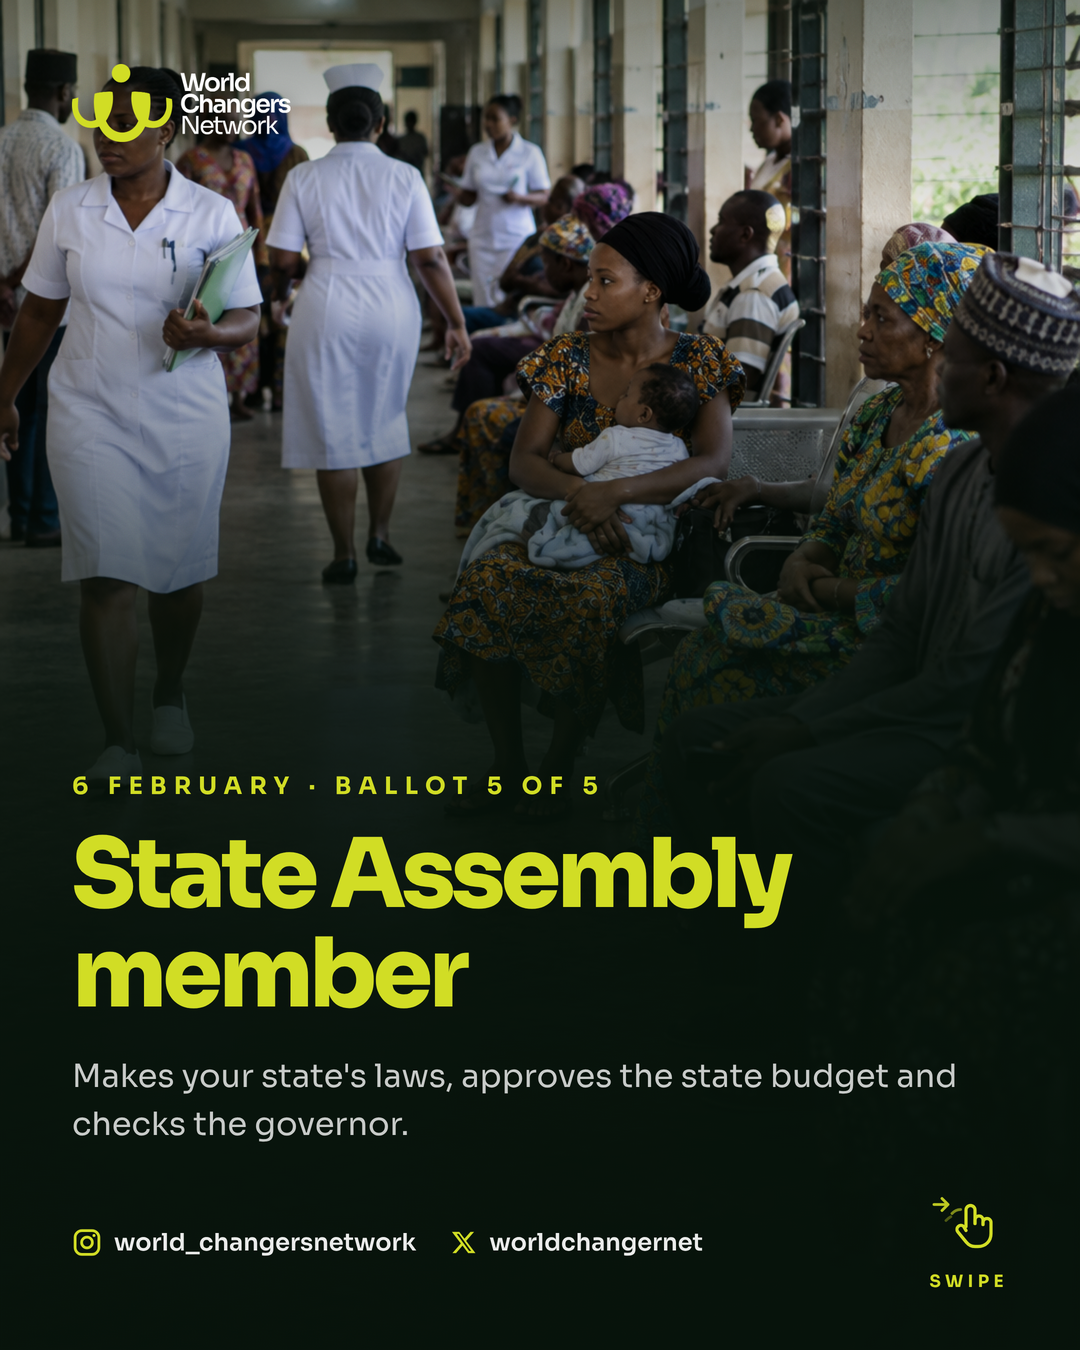 World
Changers
Network
6 FEBRUARY · BALLOT 5 OF 5
State Assembly
member
Makes your state's laws, approves the state budget and
checks the governor.
world_changersnetwork worldchangernet
SWIPE